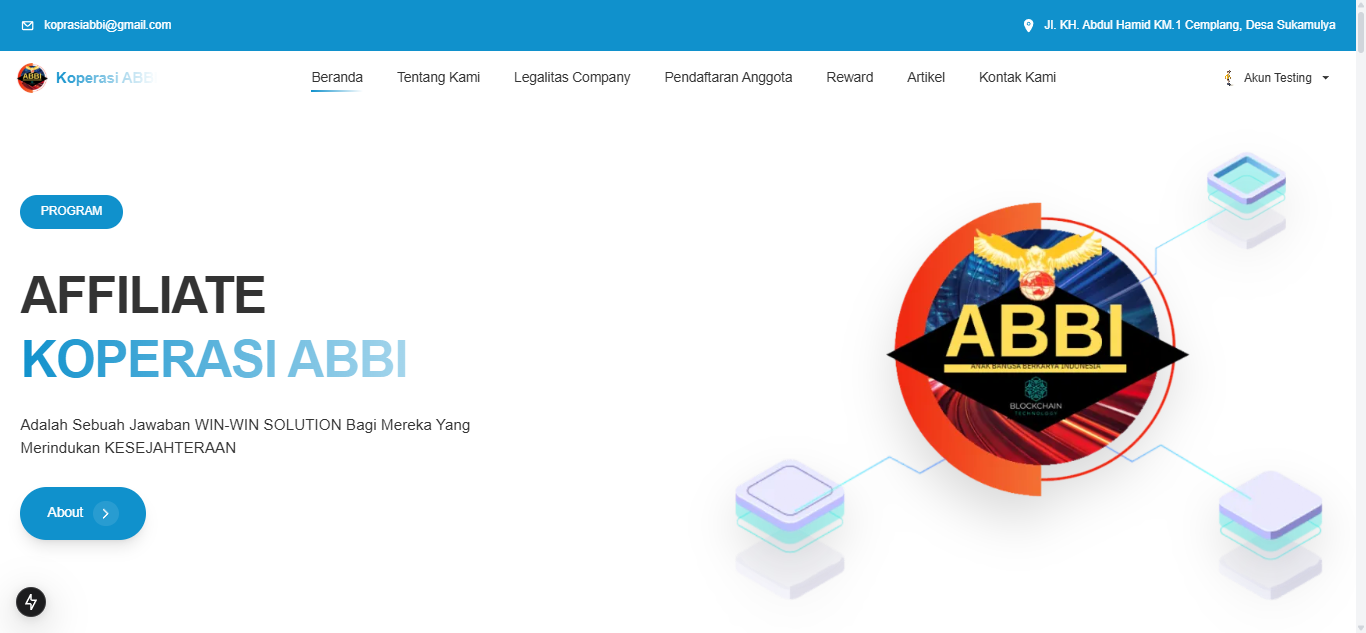 koprasiabbi@gmail.com
Jl. KH. Abdul Hamid KM.1 Cemplang, Desa Sukamulya
ABBI
Koperasi ABBI
Beranda
Tentang Kami
Legalitas Company
Pendaftaran Anggota
Reward
Artikel
Kontak Kami
Akun Testing
PROGRAM
AFFILIATE
KOPERASI ABBI
Adalah Sebuah Jawaban WIN-WIN SOLUTION Bagi Mereka Yang
Merindukan KESEJAHTERAAN
About
ABBI
ANAK BANGSA BERKARYA INDONESIA
BLOCKCHAIN
TECHNOLOGY